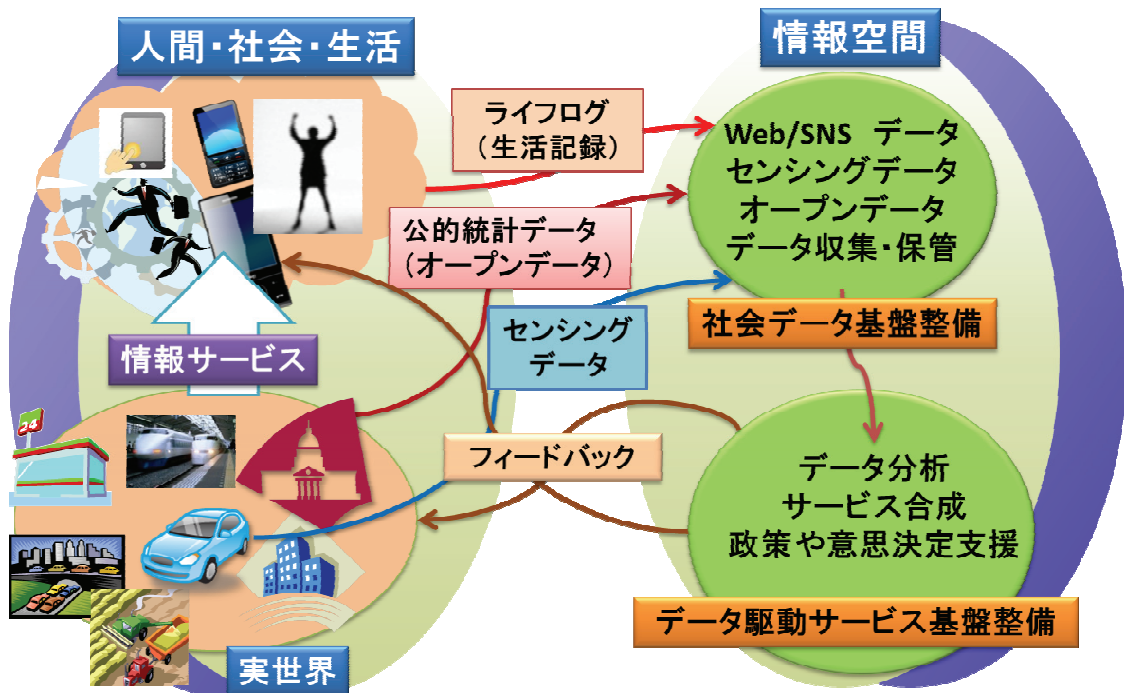 人間・社会・生活
情報空間
ライフログ
（生活記録）
Web/SNS データ
センシングデータ
オープンデータ
データ収集・保管
公的統計データ
（オープンデータ）
社会データ基盤整備
センシング
データ
情報サービス
24
フィードバック
データ分析
サービス合成
政策や意思決定支援
データ駆動サービス基盤整備
実世界